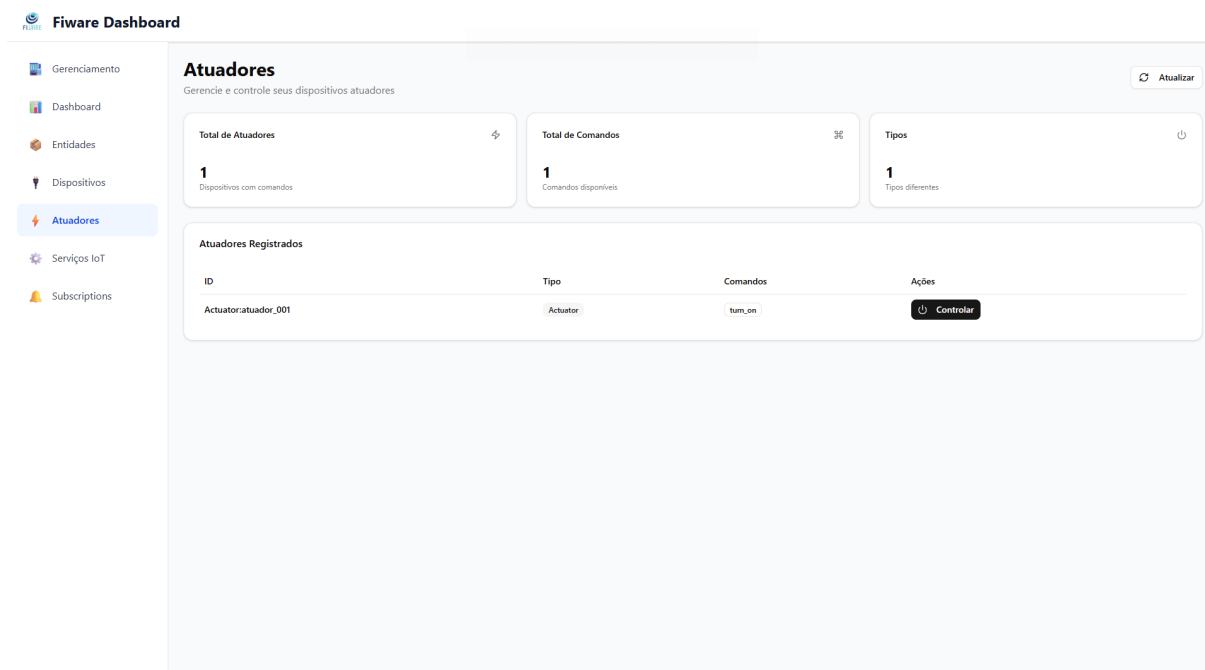 FIWARE
Fiware Dashboard
Gerenciamento
Dashboard
Entidades
Dispositivos
Atuadores
Serviços IoT
Subscriptions
Atuadores
Gerencie e controle seus dispositivos atuadores
Atualizar
Total de Atuadores
1
Dispositivos com comandos
Total de Comandos
1
Comandos disponíveis
Tipos
1
Tipos diferentes
Atuadores Registrados
ID Tipo Comandos Ações
Actuator:atuador_001 Actuator turn_on Controlar